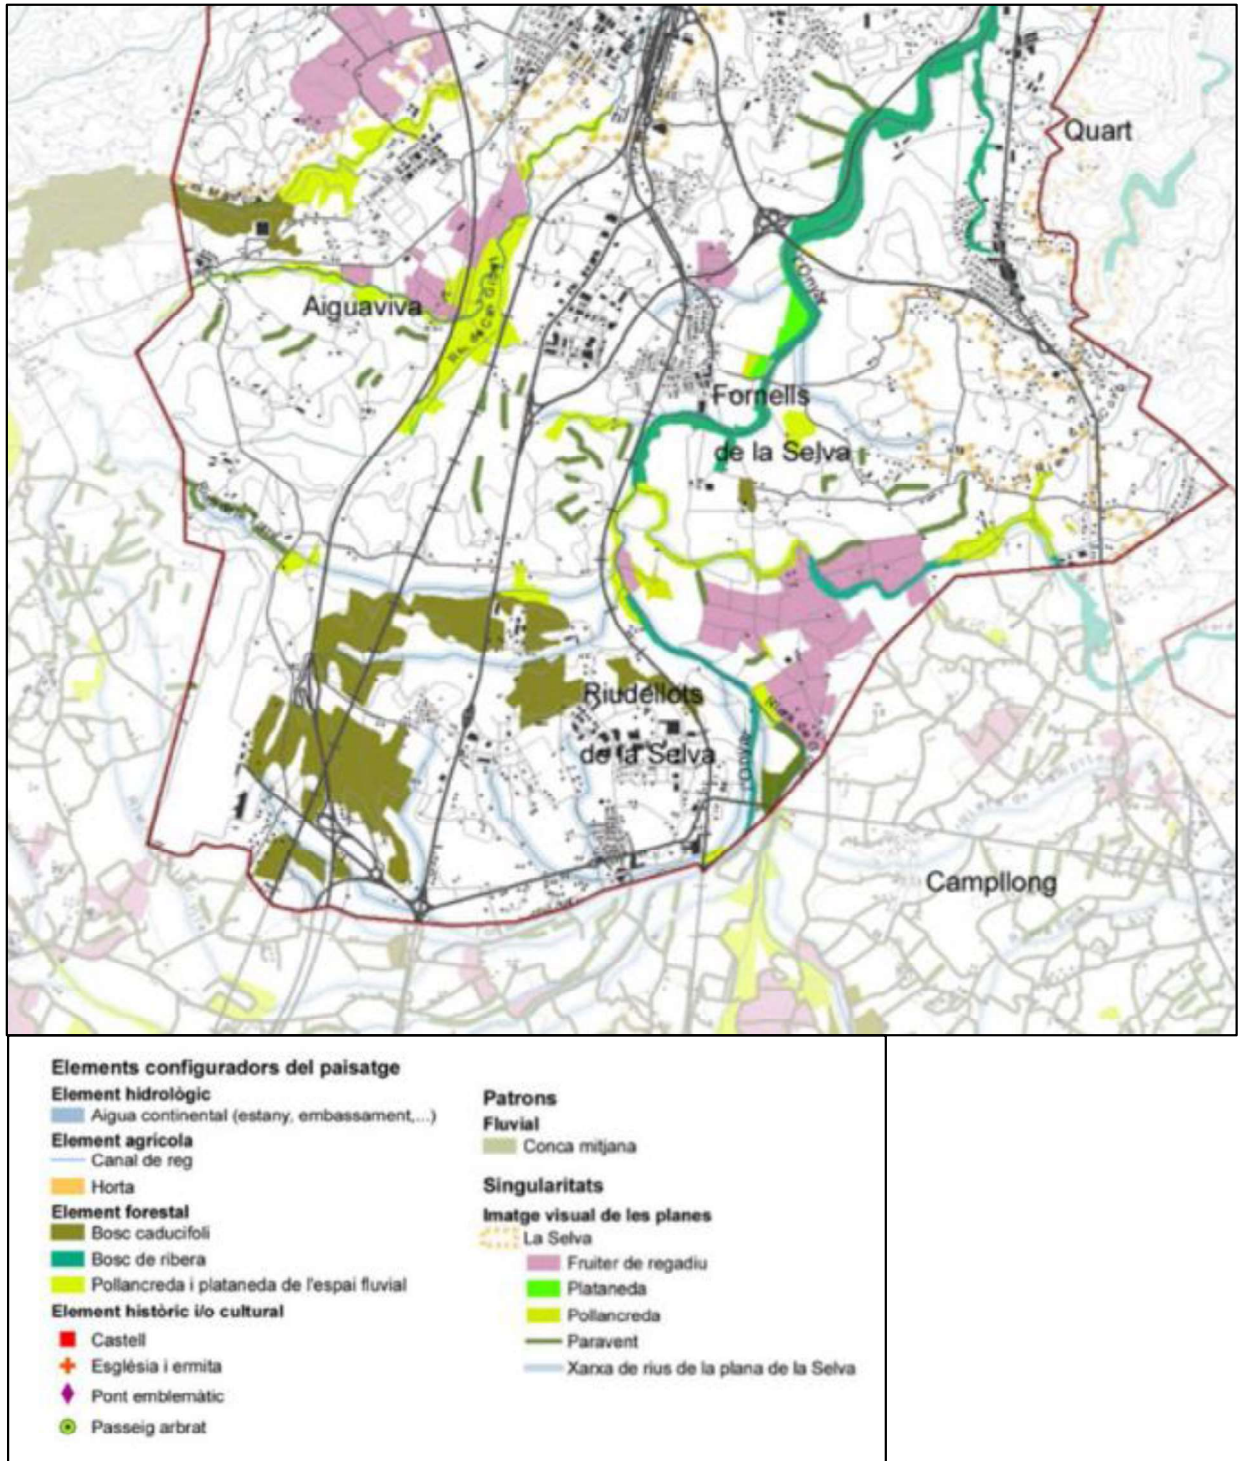 Quart
l'Onyar
Aiguaviva
Fornells
de la Selva
Riudellots
de la Selva
l'Onyar
Campllong
Elements configuradors del paisatge
Element hidrològic
Aigua continental (estany, embassament,...)
Element agrícola
Canal de reg
Horta
Element forestal
Bosc caducifoli
Bosc de ribera
Pollancreda i plataneda de l'espai fluvial
Element històric i/o cultural
Castell
Església i ermita
Pont emblemàtic
Passeig arbrat
Patrons
Fluvial
Conca mitjana
Singularitats
Imatge visual de les planes
La Selva
Fruiter de regadiu
Plataneda
Pollancreda
Paravent
Xarxa de rius de la plana de la Selva